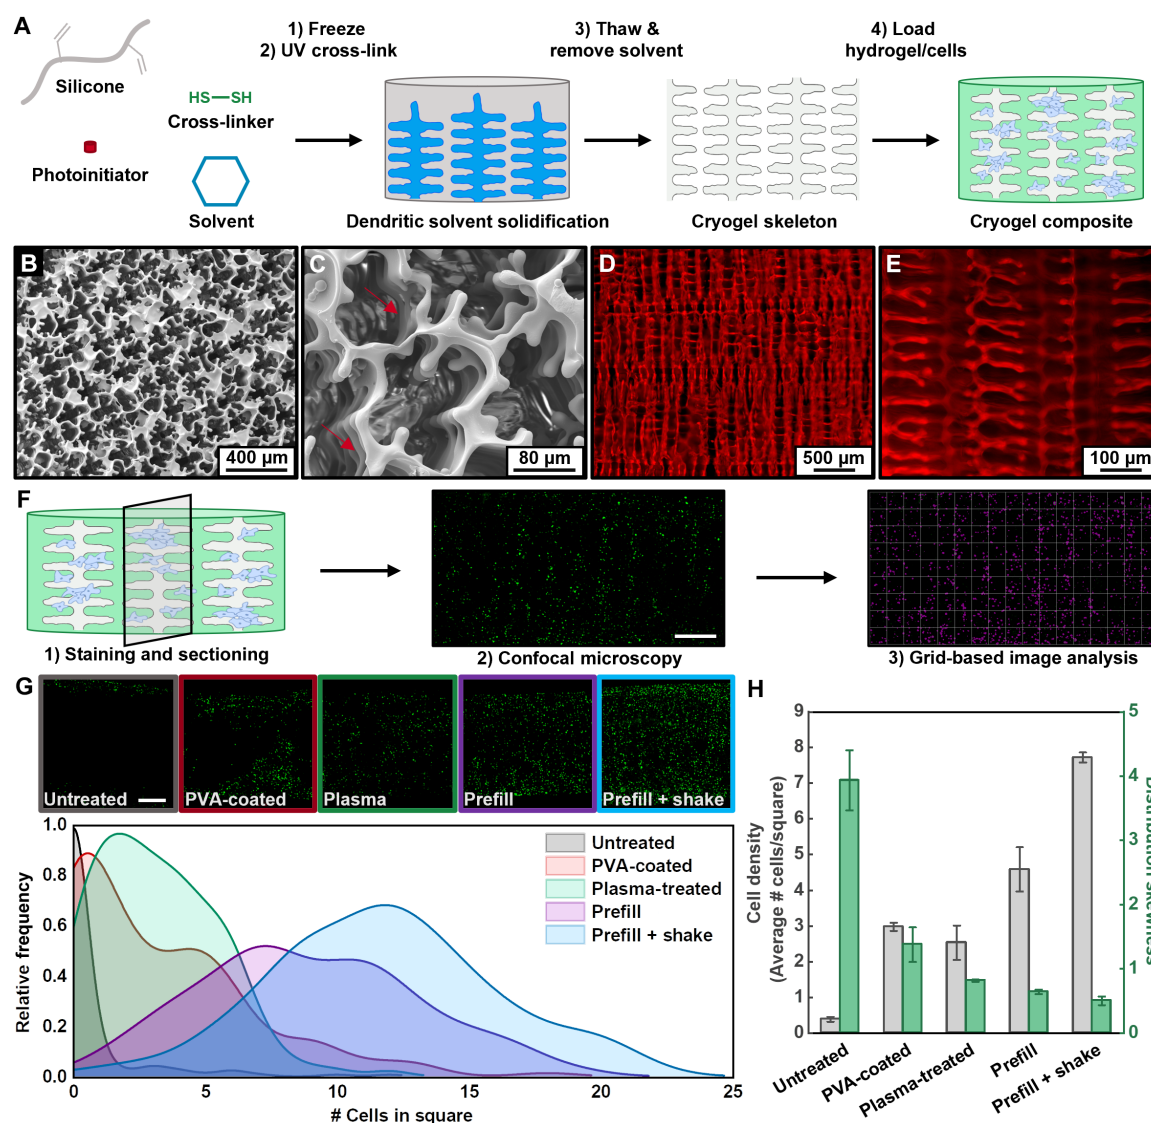 A
1) Freeze
2) UV cross-link
3) Thaw &
remove solvent
4) Load
hydrogel/cells
Silicone
HS—SH
Cross-linker
Photoinitiator
Solvent
Dendritic solvent solidification
Cryogel skeleton
Cryogel composite
B
400 µm
C
80 µm
D
500 µm
E
100 µm
F
1) Staining and sectioning
2) Confocal microscopy
3) Grid-based image analysis
G
Untreated
PVA-coated
Plasma
Prefill
Prefill + shake
Relative frequency
1.0
0.8
0.6
0.4
0.2
0.0
0
5
10
15
20
25
# Cells in square
Untreated
PVA-coated
Plasma-treated
Prefill
Prefill + shake
H
Cell density
(Average # cells/square)
9
8
7
6
5
4
3
2
1
0
5
4
3
2
1
0
Distribution skewness
Untreated
PVA-coated
Plasma-treated
Prefill
Prefill + shake